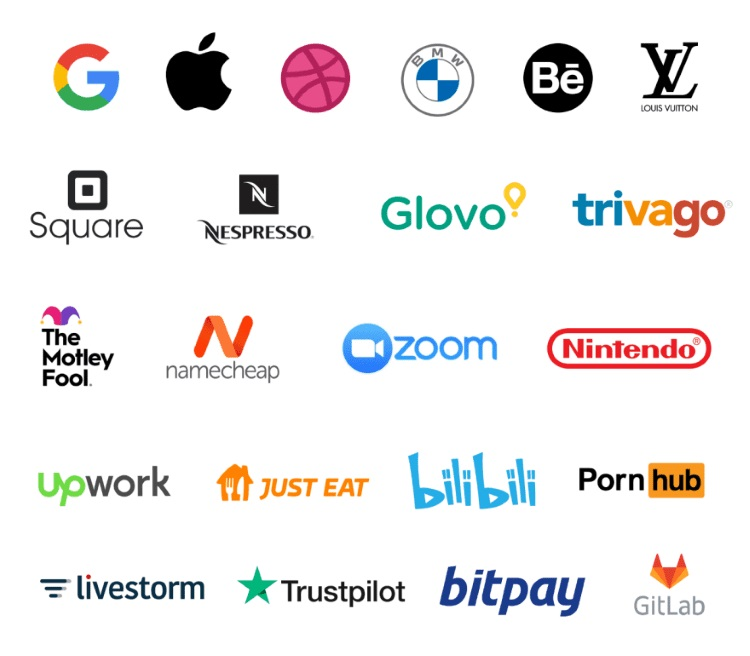 G
BMW
Bē
LV
LOUIS VUITTON
N
Square
NESPRESSO.
Glovo
trivago®
The
Motley
Fool.
N
namecheap
zoom
Nintendo®
upwork
JUST EAT
bilibili
Porn hub
livestorm
Trustpilot
bitpay
GitLab